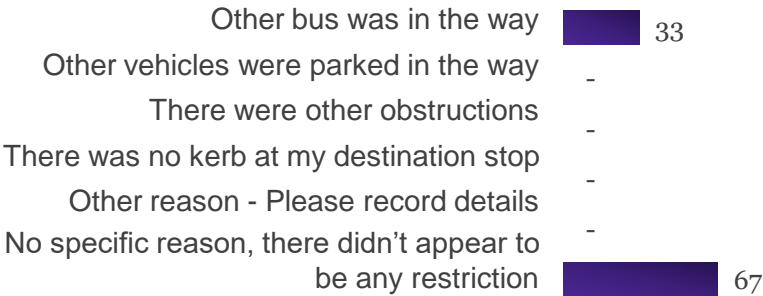 Other bus was in the way 33
Other vehicles were parked in the way -
There were other obstructions -
There was no kerb at my destination stop -
Other reason - Please record details -
No specific reason, there didn’t appear to
be any restriction 67